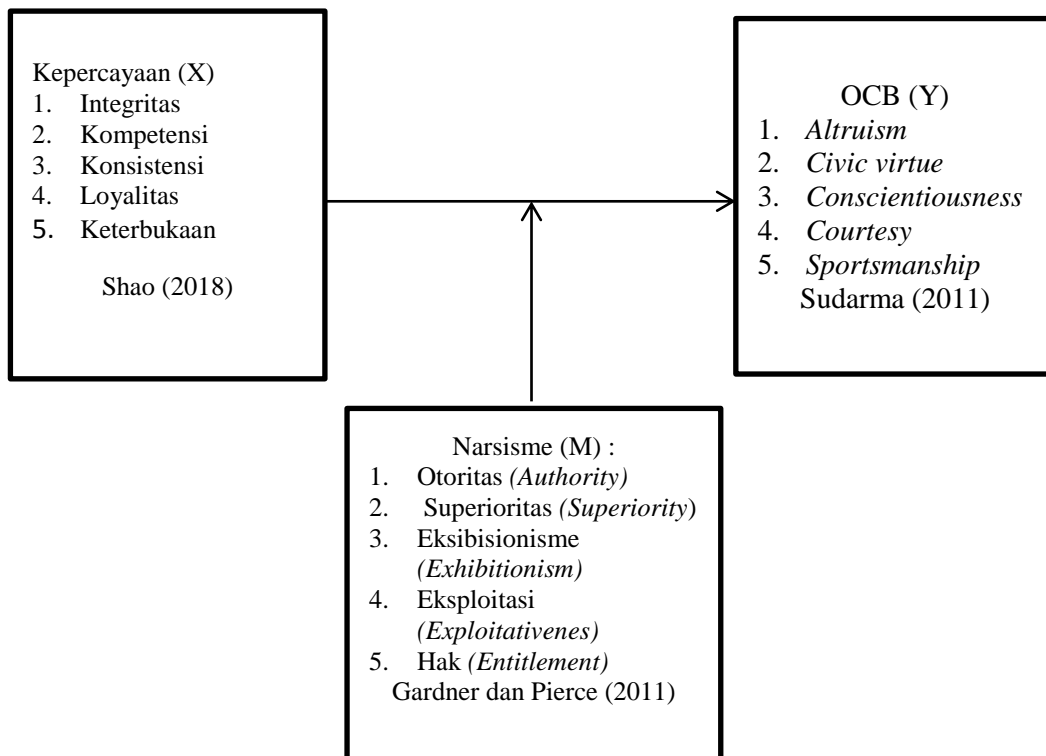 Kepercayaan (X)
1. Integritas
2. Kompetensi
3. Konsistensi
4. Loyalitas
5. Keterbukaan
Shao (2018)
OCB (Y)
1. Altruism
2. Civic virtue
3. Conscientiousness
4. Courtesy
5. Sportsmanship
Sudarma (2011)
Narsisme (M) :
1. Otoritas (Authority)
2. Superioritas (Superiority)
3. Eksibisionisme
(Exhibitionism)
4. Eksploitasi
(Exploitativenes)
5. Hak (Entitlement)
Gardner dan Pierce (2011)